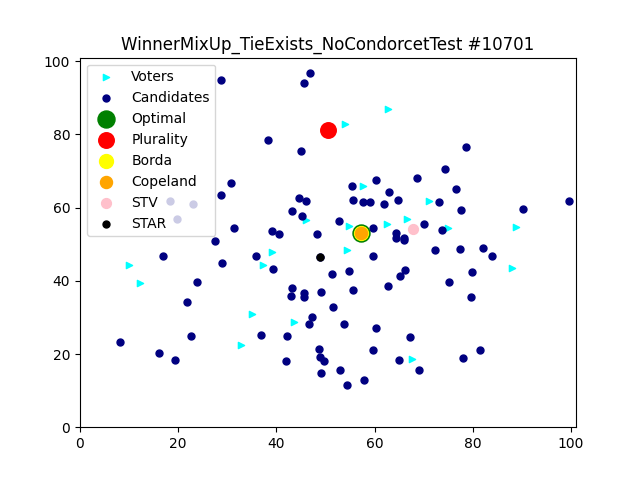 WinnerMixUp_TieExists_NoCondorcetTest #10701
100
80
60
40
20
0
0 20 40 60 80 100
Voters
Candidates
Optimal
Plurality
Borda
Copeland
STV
STAR